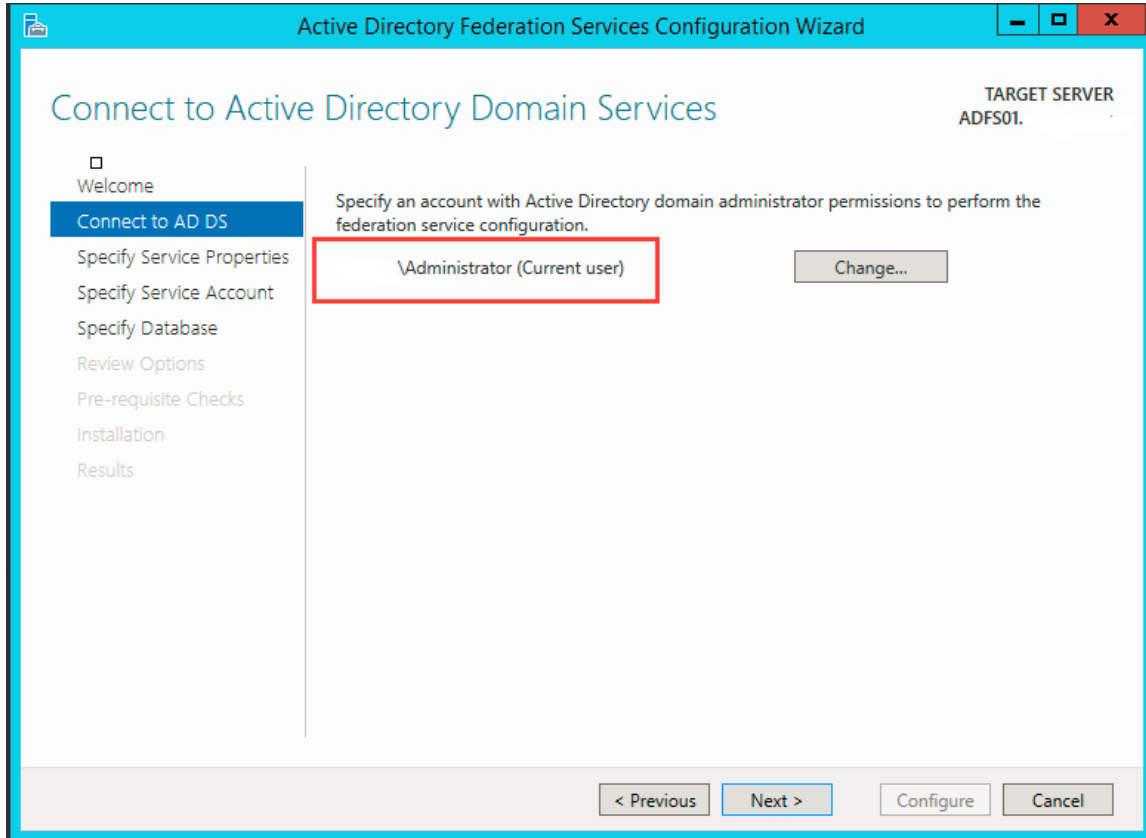 Active Directory Federation Services Configuration Wizard
Connect to Active Directory Domain Services
TARGET SERVER
ADFS01.
Welcome
Connect to AD DS
Specify Service Properties
Specify Service Account
Specify Database
Review Options
Pre-requisite Checks
Installation
Results
Specify an account with Active Directory domain administrator permissions to perform the
federation service configuration.
\Administrator (Current user)
Change...
< Previous
Next >
Configure
Cancel